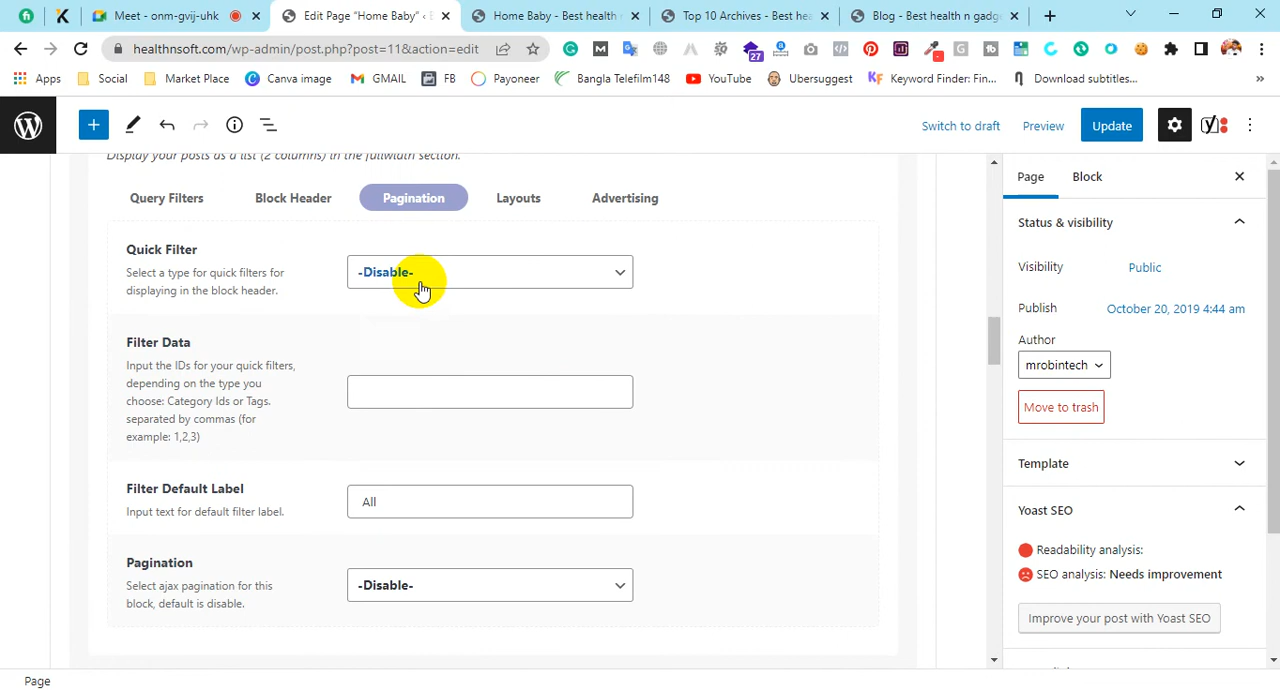 Meet - onm-gvij-uhk
Edit Page "Home Baby" ‹
Home Baby - Best health n
Top 10 Archives - Best hea
Blog - Best health n gadge
healthnsoft.com/wp-admin/post.php?post=11&action=edit
27
Apps
Social
Market Place
Canva image
GMAIL
FB
Payoneer
Bangla Telefilm148
YouTube
Ubersuggest
Keyword Finder: Fin...
Download subtitles...
»
Switch to draft
Preview
Update
Display your posts as a list (2 columns) in the fullwidth section.
Query Filters
Block Header
Pagination
Layouts
Advertising
Quick Filter
Select a type for quick filters for
displaying in the block header.
-Disable-
Filter Data
Input the IDs for your quick filters,
depending on the type you
choose: Category Ids or Tags.
separated by commas (for
example: 1,2,3)
Filter Default Label
Input text for default filter label.
All
Pagination
Select ajax pagination for this
block, default is disable.
-Disable-
Page
Block
Status & visibility
Visibility
Public
Publish
October 20, 2019 4:44 am
Author
mrobintech
Move to trash
Template
Yoast SEO
Readability analysis:
SEO analysis: Needs improvement
Improve your post with Yoast SEO
Page